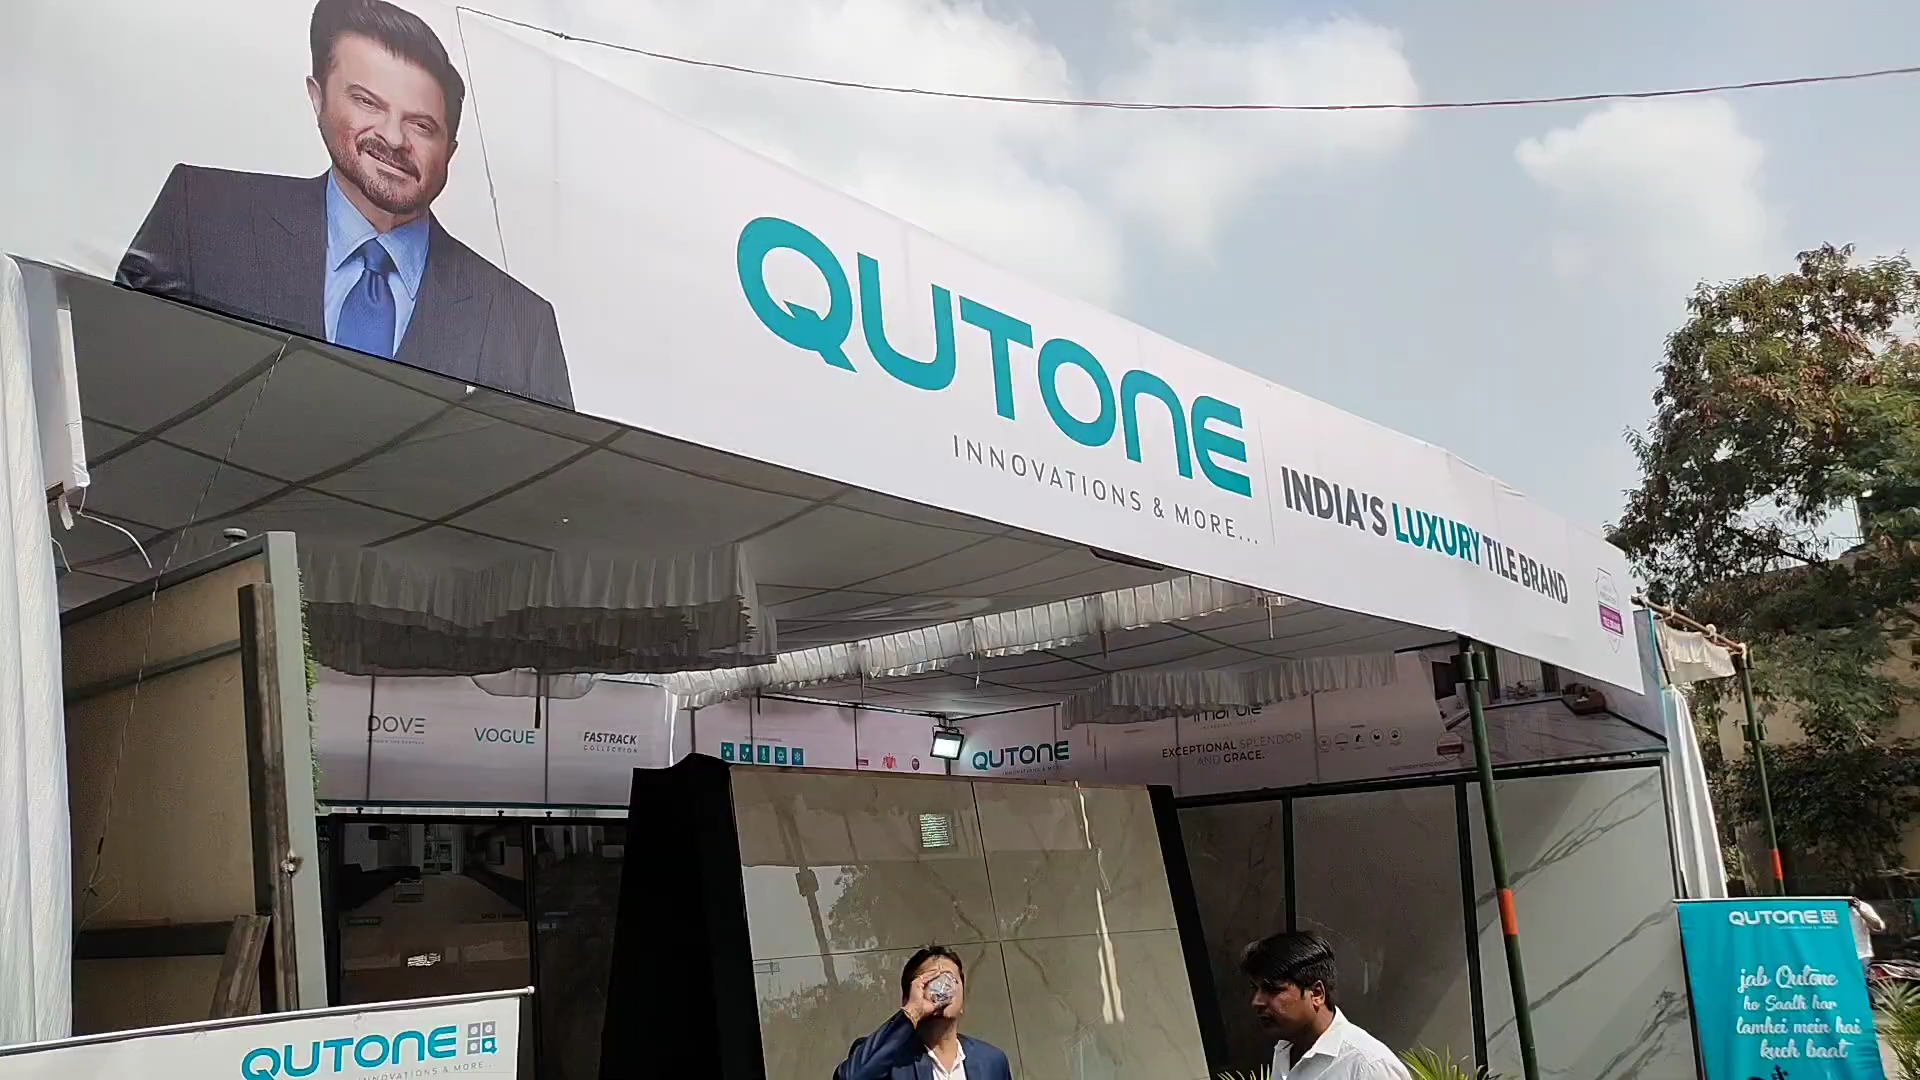 QUTONE
INNOVATIONS & MORE...
INDIA'S LUXURY TILE BRAND
DOVE
VOGUE
FASTRACK
COLLECTION
QUTONE
EXCEPTIONAL SPLENDOR
AND GRACE.
QUTONE
INNOVATIONS & MORE...
QUTONE
jab Qutone
ho Saath har
lamhei mein hai
kuch baat